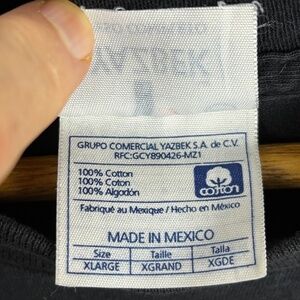 GRUPO COMERCIAL YAZBEK S.A. de C.V.
RFC:GCY890426-MZ1
100% Cotton
100% Coton
100% Algodón
COTTON
Fabriqué au Mexique / Hecho en México
MADE IN MEXICO
Size Taille Talla
XLARGE XGRAND XGDE